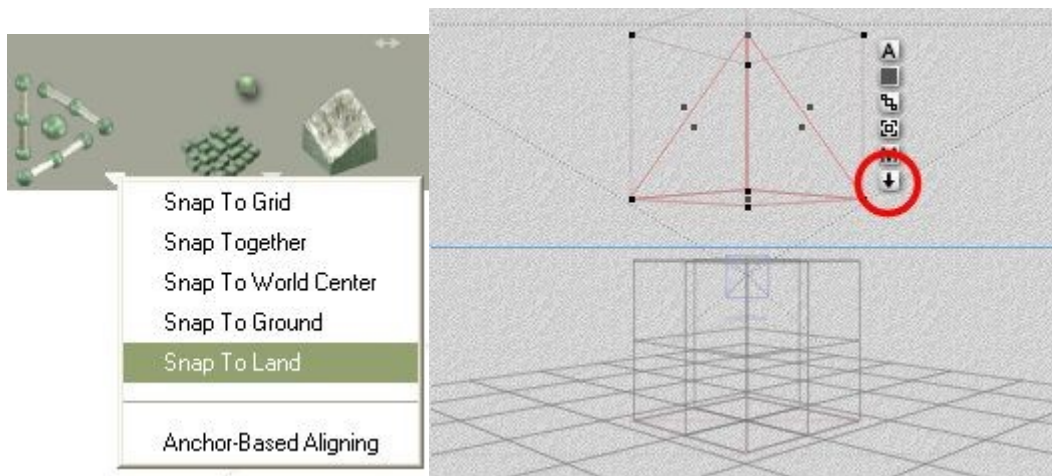 Snap To Grid
Snap Together
Snap To World Center
Snap To Ground
Snap To Land
Anchor-Based Aligning
A
M